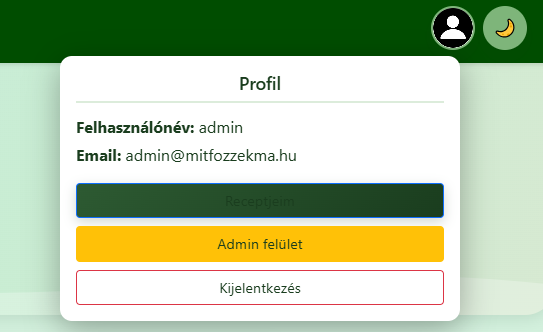 Profil
Felhasználónév: admin
Email: admin@mitfozzekma.hu
Receptjeim
Admin felület
Kijelentkezés